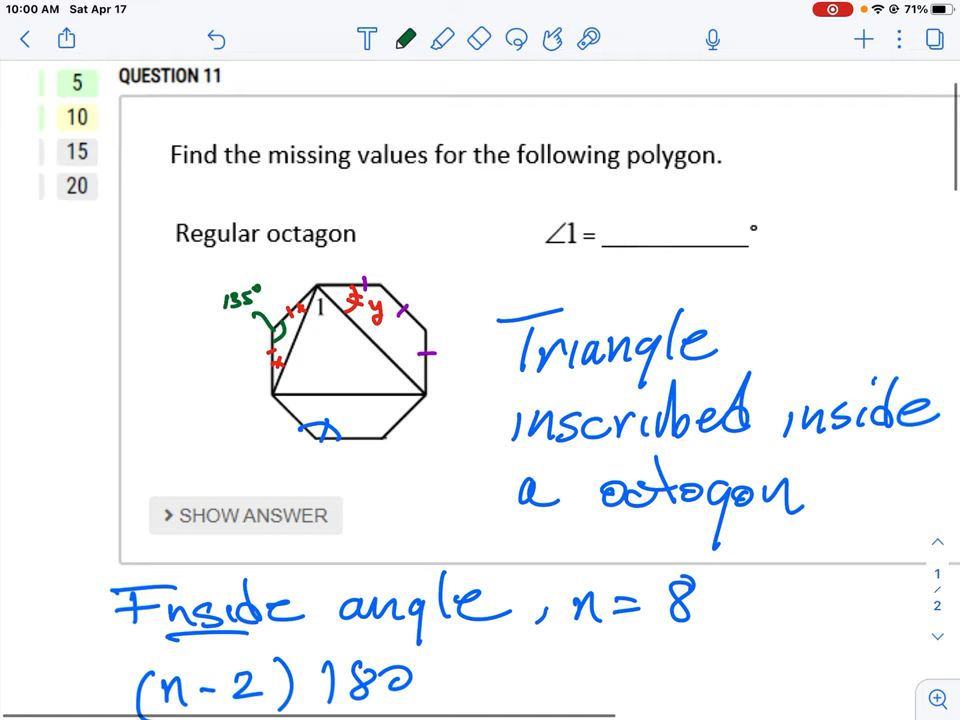 10:00 AM Sat Apr 17 71%
5
10
15
20
QUESTION 11
Find the missing values for the following polygon.
Regular octagon ∠1 = ________ °
135°
1
y
x
x
Triangle
inscribed inside
a octogon
SHOW ANSWER
Inside angle, n = 8
(n - 2) 180
1
/
2